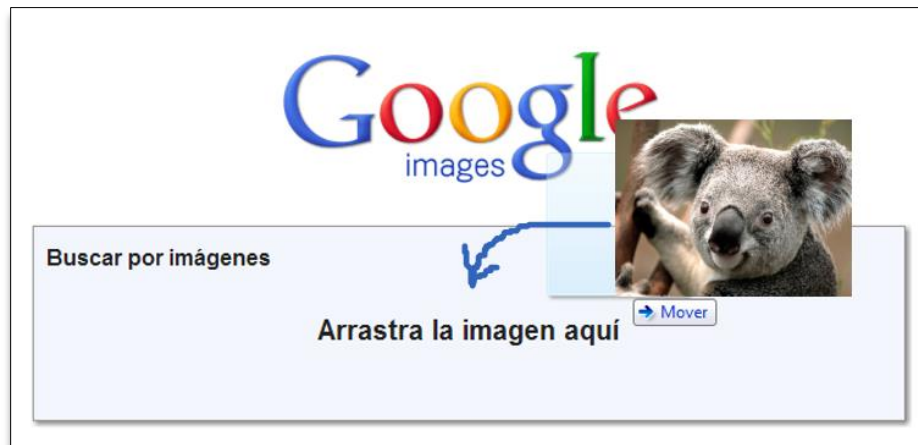 Google
images
Buscar por imágenes
Arrastra la imagen aquí
Mover